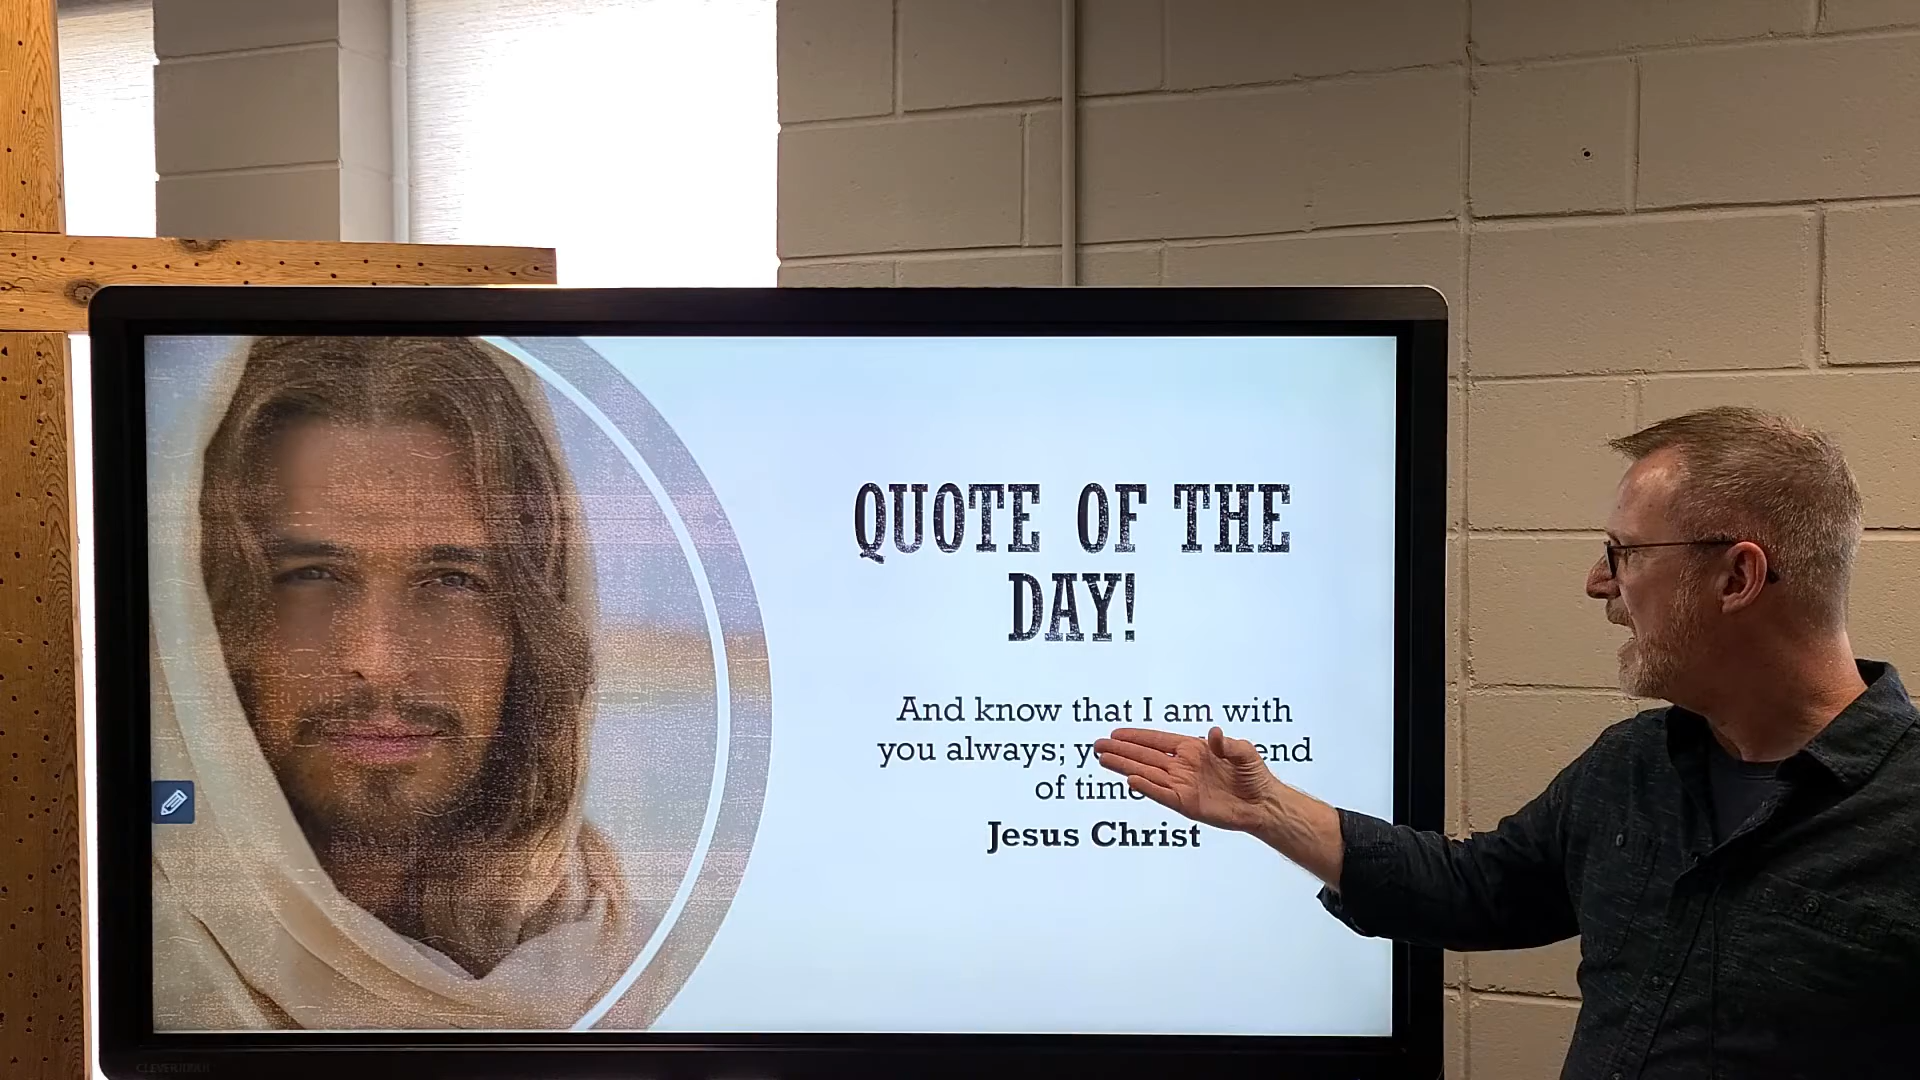 QUOTE OF THE
DAY!
And know that I am with
you always; end
of time
Jesus Christ